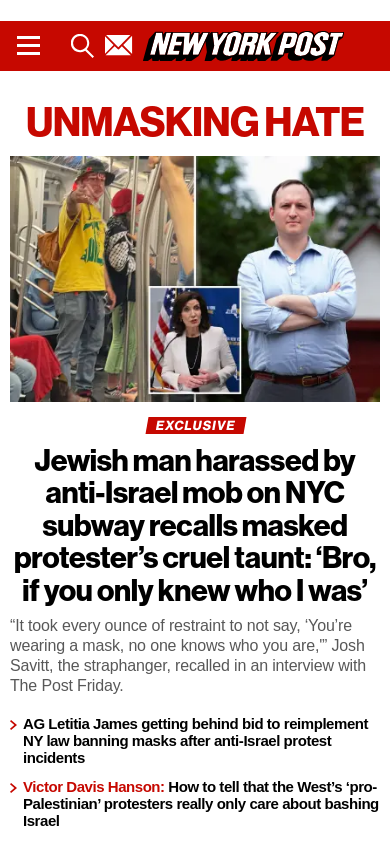 NEW YORK POST
UNMASKING HATE
EXCLUSIVE
Jewish man harassed by
anti-Israel mob on NYC
subway recalls masked
protester’s cruel taunt: ‘Bro,
if you only knew who I was’
“It took every ounce of restraint to not say, ‘You’re
wearing a mask, no one knows who you are,’” Josh
Savitt, the straphanger, recalled in an interview with
The Post Friday.
AG Letitia James getting behind bid to reimplement
NY law banning masks after anti-Israel protest
incidents
Victor Davis Hanson: How to tell that the West’s ‘pro-
Palestinian’ protesters really only care about bashing
Israel